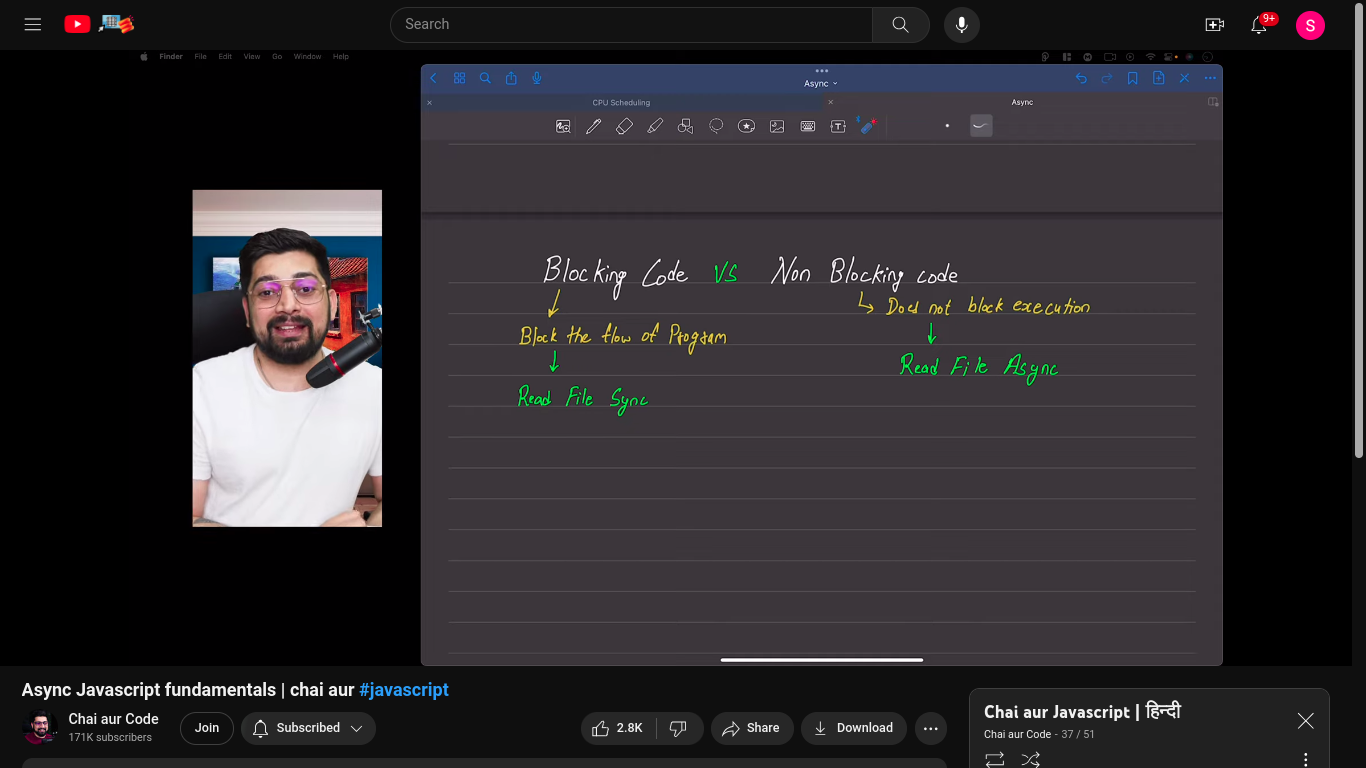 Search
9+
S
Finder File Edit View Go Window Help
Async
CPU Scheduling
Async
T
Blocking Code VS Non Blocking code
Does not block execution
Block the flow of Program
Read File Async
Read File Sync
Async Javascript fundamentals | chai aur #javascript
Chai aur Code
171K subscribers
Join
Subscribed
2.8K
Share
Download
Chai aur Javascript | हिन्दी
Chai aur Code - 37 / 51